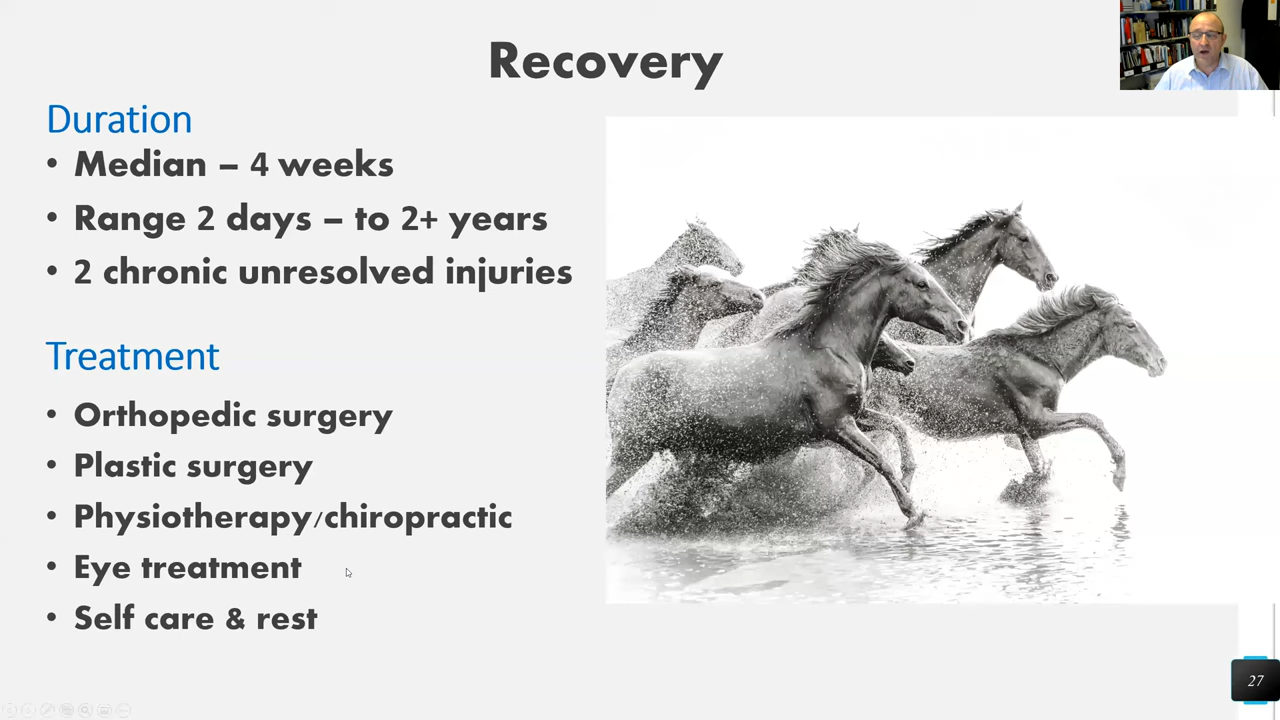 Recovery
Duration
• Median – 4 weeks
• Range 2 days – to 2+ years
• 2 chronic unresolved injuries
Treatment
• Orthopedic surgery
• Plastic surgery
• Physiotherapy/chiropractic
• Eye treatment
• Self care & rest
27